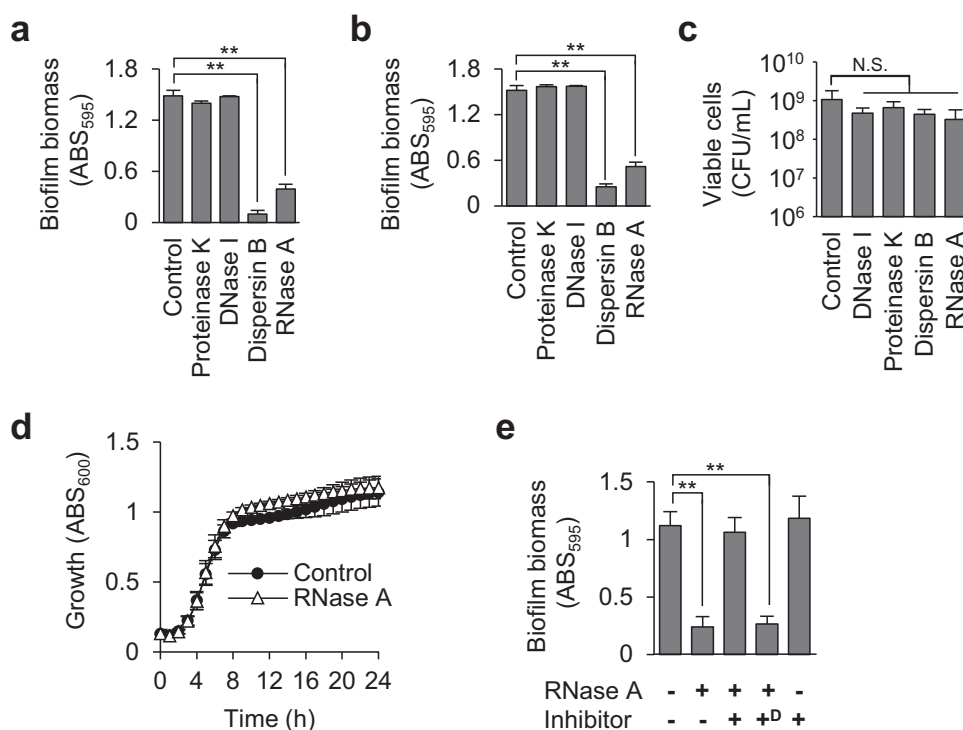 a
Biofilm biomass
(ABS595)
1.8
1.2
0.6
0
**
**
Control
Proteinase K
DNase I
Dispersin B
RNase A
b
Biofilm biomass
(ABS595)
1.8
1.2
0.6
0
**
**
Control
Proteinase K
DNase I
Dispersin B
RNase A
c
Viable cells
(CFU/mL)
10^10
10^9
10^8
10^7
10^6
N.S.
Control
DNase I
Proteinase K
Dispersin B
RNase A
d
Growth (ABS600)
1.5
1
0.5
0
Control
RNase A
0 4 8 12 16 20 24
Time (h)
e
Biofilm biomass
(ABS595)
1.5
1
0.5
0
**
**
RNase A - + + + -
Inhibitor - - + +D +